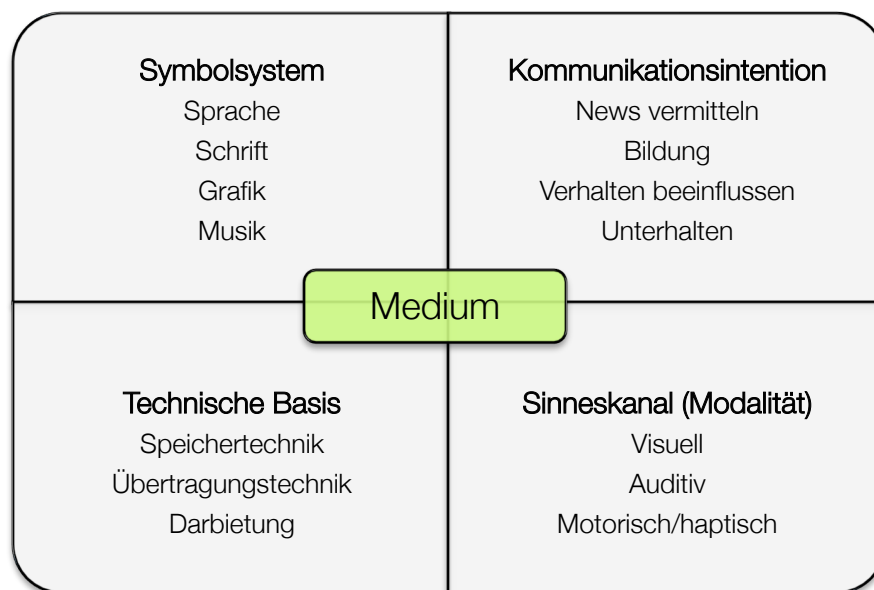 Symbolsystem
Sprache
Schrift
Grafik
Musik
Kommunikationsintention
News vermitteln
Bildung
Verhalten beeinflussen
Unterhalten
Medium
Technische Basis
Speichertechnik
Übertragungstechnik
Darbietung
Sinneskanal (Modalität)
Visuell
Auditiv
Motorisch/haptisch